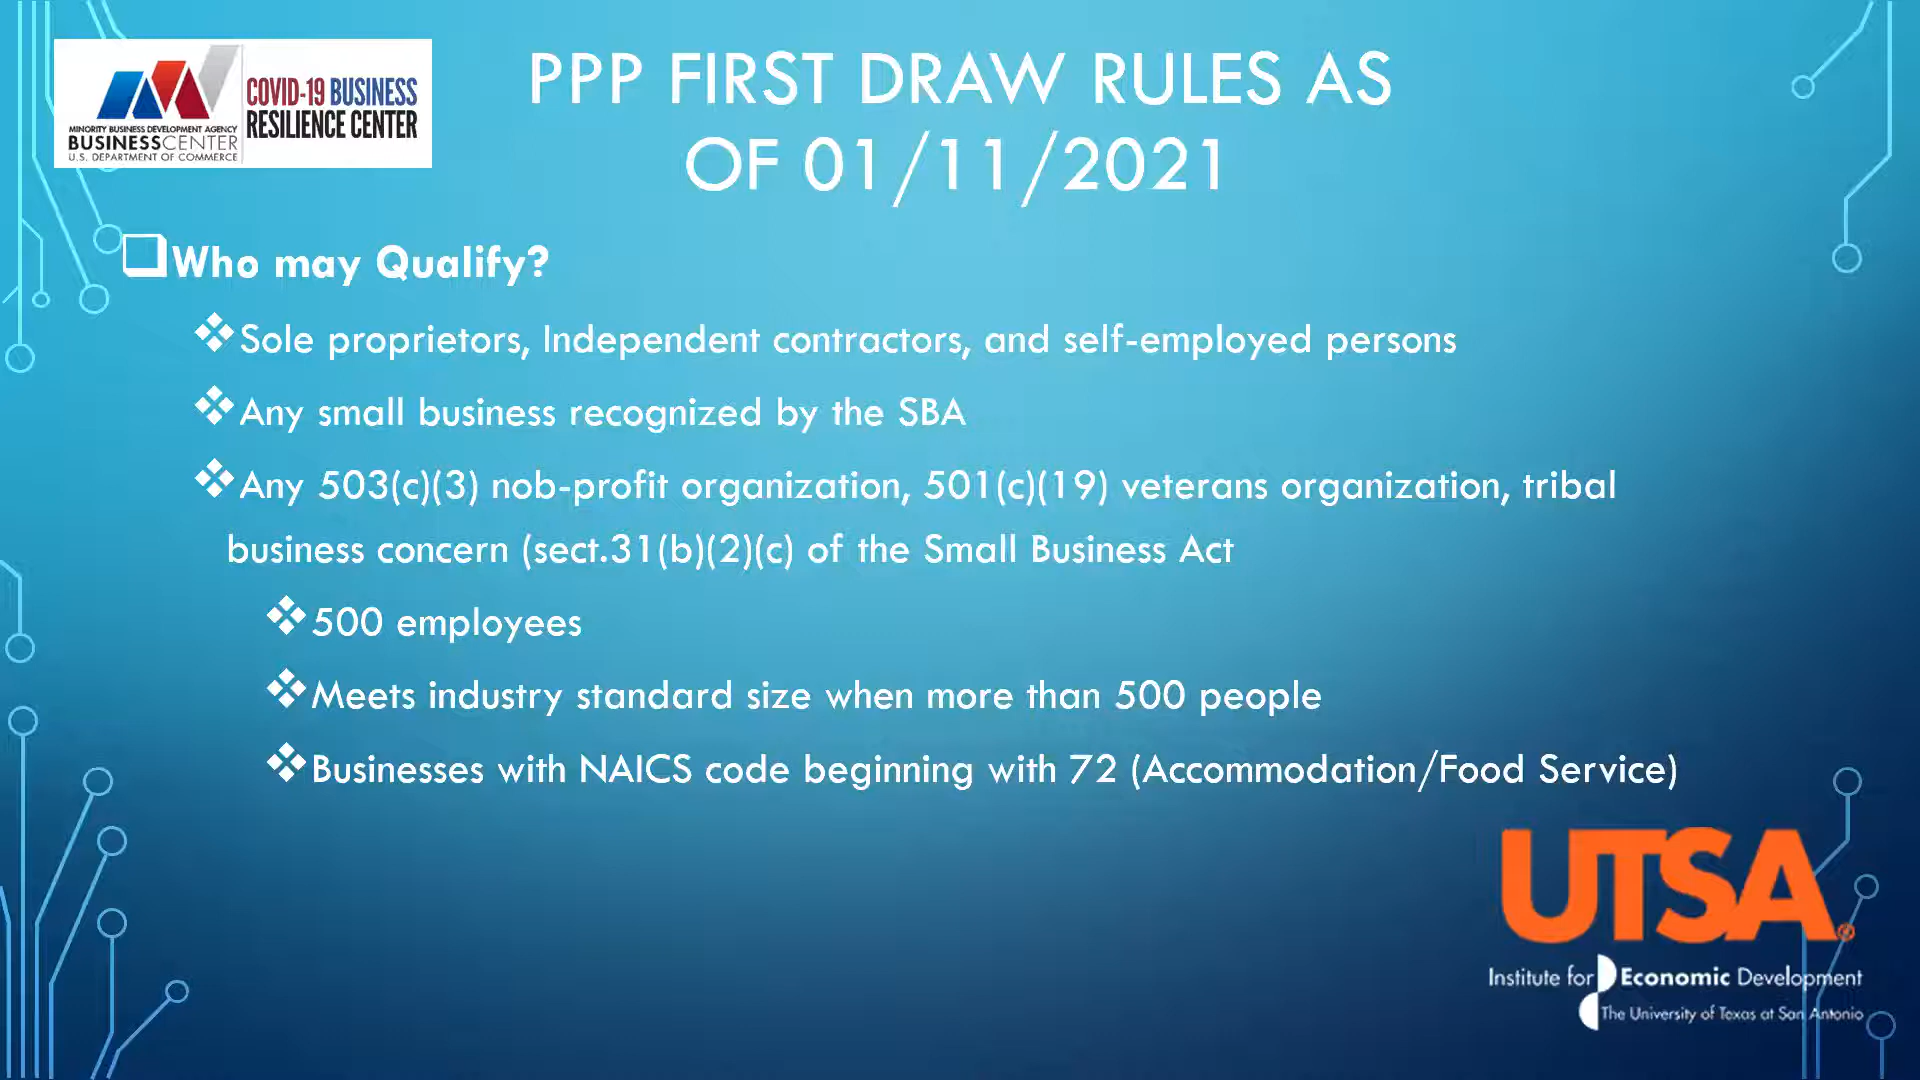 MINORITY BUSINESS DEVELOPMENT AGENCY
BUSINESSCENTER
U.S. DEPARTMENT OF COMMERCE
COVID-19 BUSINESS
RESILIENCE CENTER
PPP FIRST DRAW RULES AS
OF 01/11/2021
Who may Qualify?
Sole proprietors, Independent contractors, and self-employed persons
Any small business recognized by the SBA
Any 503(c)(3) nob-profit organization, 501(c)(19) veterans organization, tribal
business concern (sect.31(b)(2)(c) of the Small Business Act
500 employees
Meets industry standard size when more than 500 people
Businesses with NAICS code beginning with 72 (Accommodation/Food Service)
UTSA®
Institute for Economic Development
The University of Texas at San Antonio